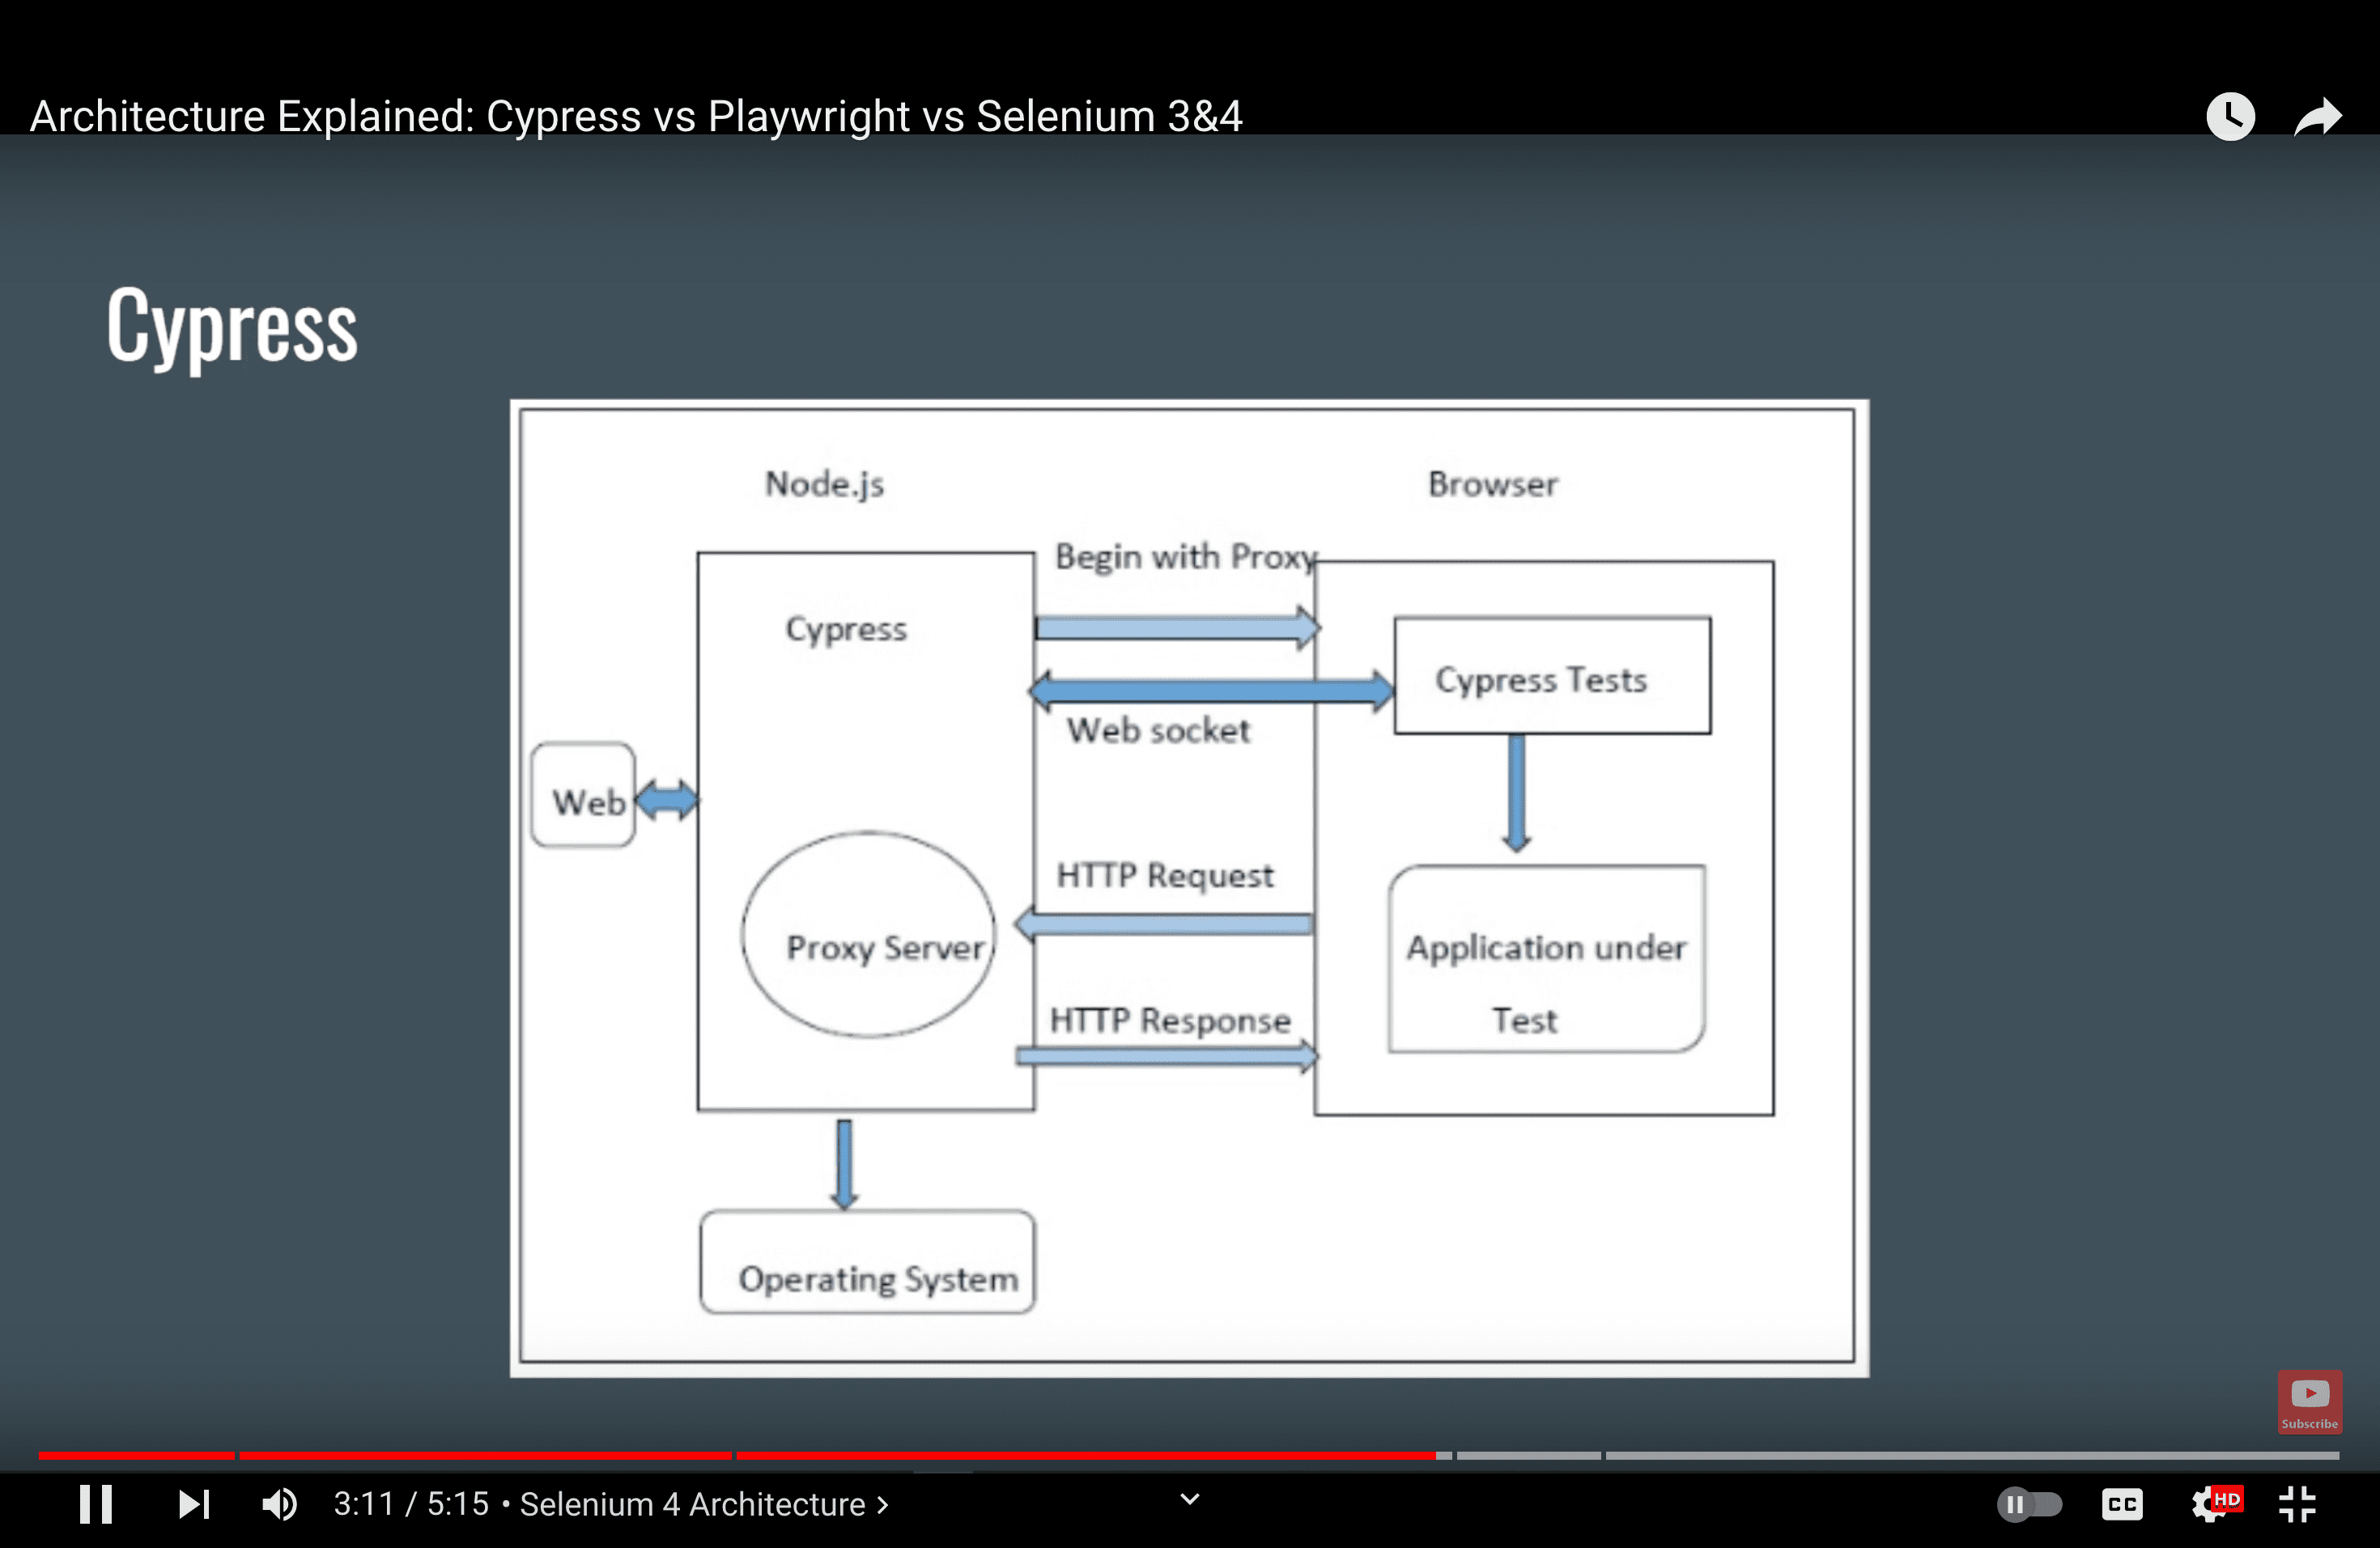 Architecture Explained: Cypress vs Playwright vs Selenium 3&4
Cypress
Node.js
Browser
Begin with Proxy
Cypress
Cypress Tests
Web socket
Web
HTTP Request
Proxy Server
Application under
Test
HTTP Response
Operating System
Subscribe
3:11 / 5:15 • Selenium 4 Architecture >
CC
HD